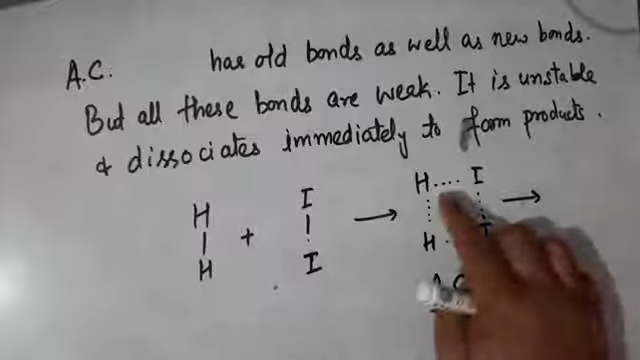 A.C. has old bonds as well as new bonds.
But all these bonds are weak. It is unstable
& dissociates immediately to form products.
H I H.... I
| + | → →
H I H I
A C